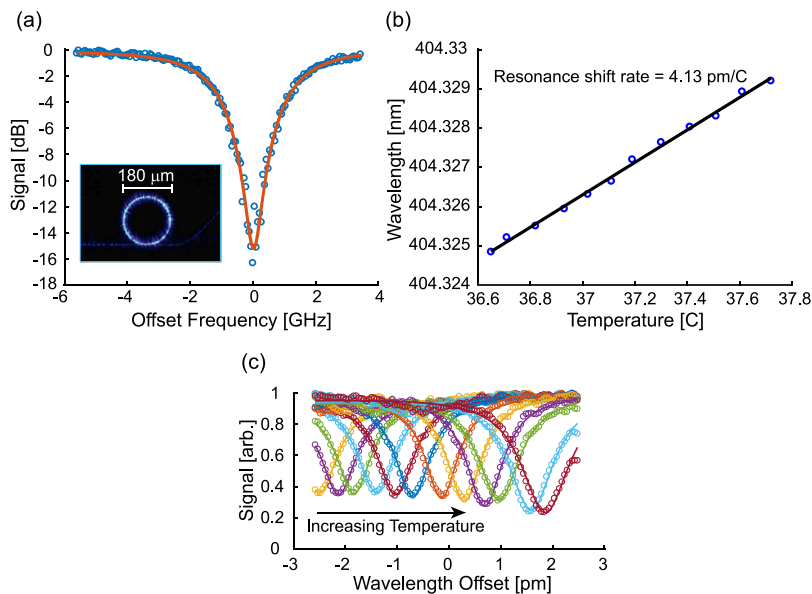 (a)
0
-2
-4
-6
-8
-10
-12
-14
-16
-18
Signal [dB]
180 μm
-6 -4 -2 0 2 4
Offset Frequency [GHz]
(b)
404.33
404.329
404.328
404.327
404.326
404.325
404.324
Wavelength [nm]
Resonance shift rate = 4.13 pm/C
36.6 36.8 37 37.2 37.4 37.6 37.8
Temperature [C]
(c)
1
0.8
0.6
0.4
0.2
0
Signal [arb.]
Increasing Temperature
-3 -2 -1 0 1 2 3
Wavelength Offset [pm]